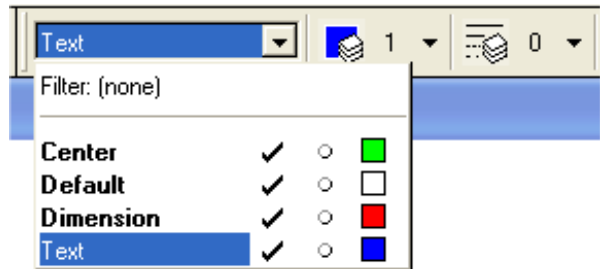 Text 1 0
Filter: (none)
Center
Default
Dimension
Text